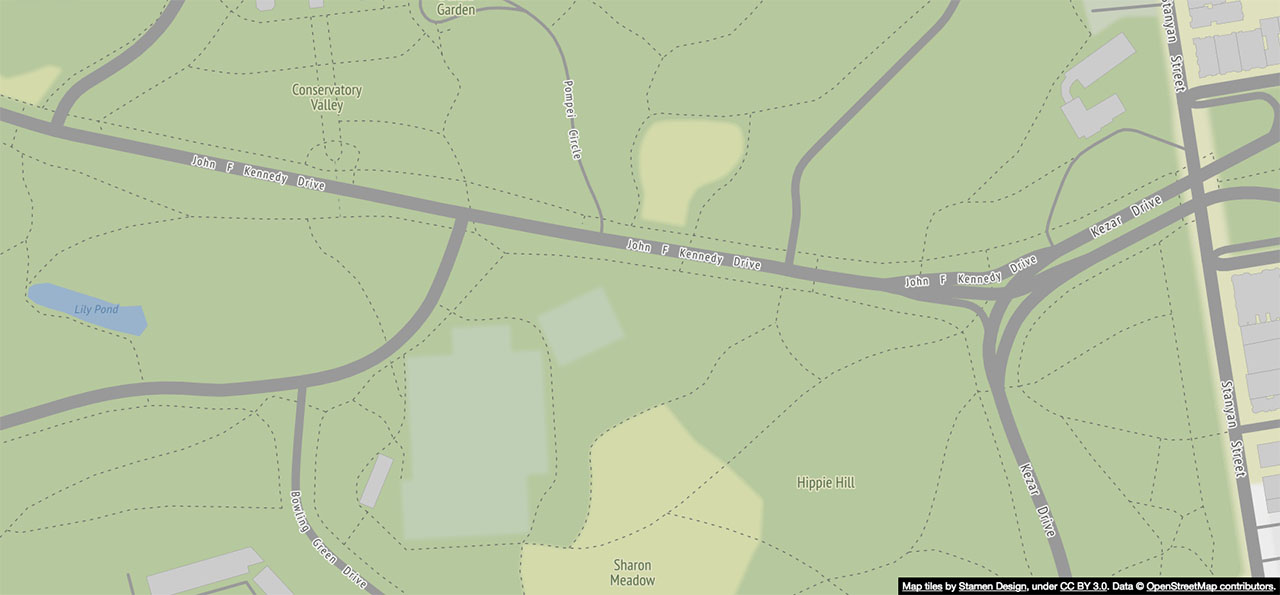 Garden
Stanyan Street
Conservatory
Valley
Pompei Circle
John F Kennedy Drive
Kezar Drive
John F Kennedy Drive
John F Kennedy Drive
Lily Pond
Stanyan Street
Hippie Hill
Kezar Drive
Bowling Green Drive
Sharon
Meadow
Map tiles by Stamen Design, under CC BY 3.0. Data © OpenStreetMap contributors.